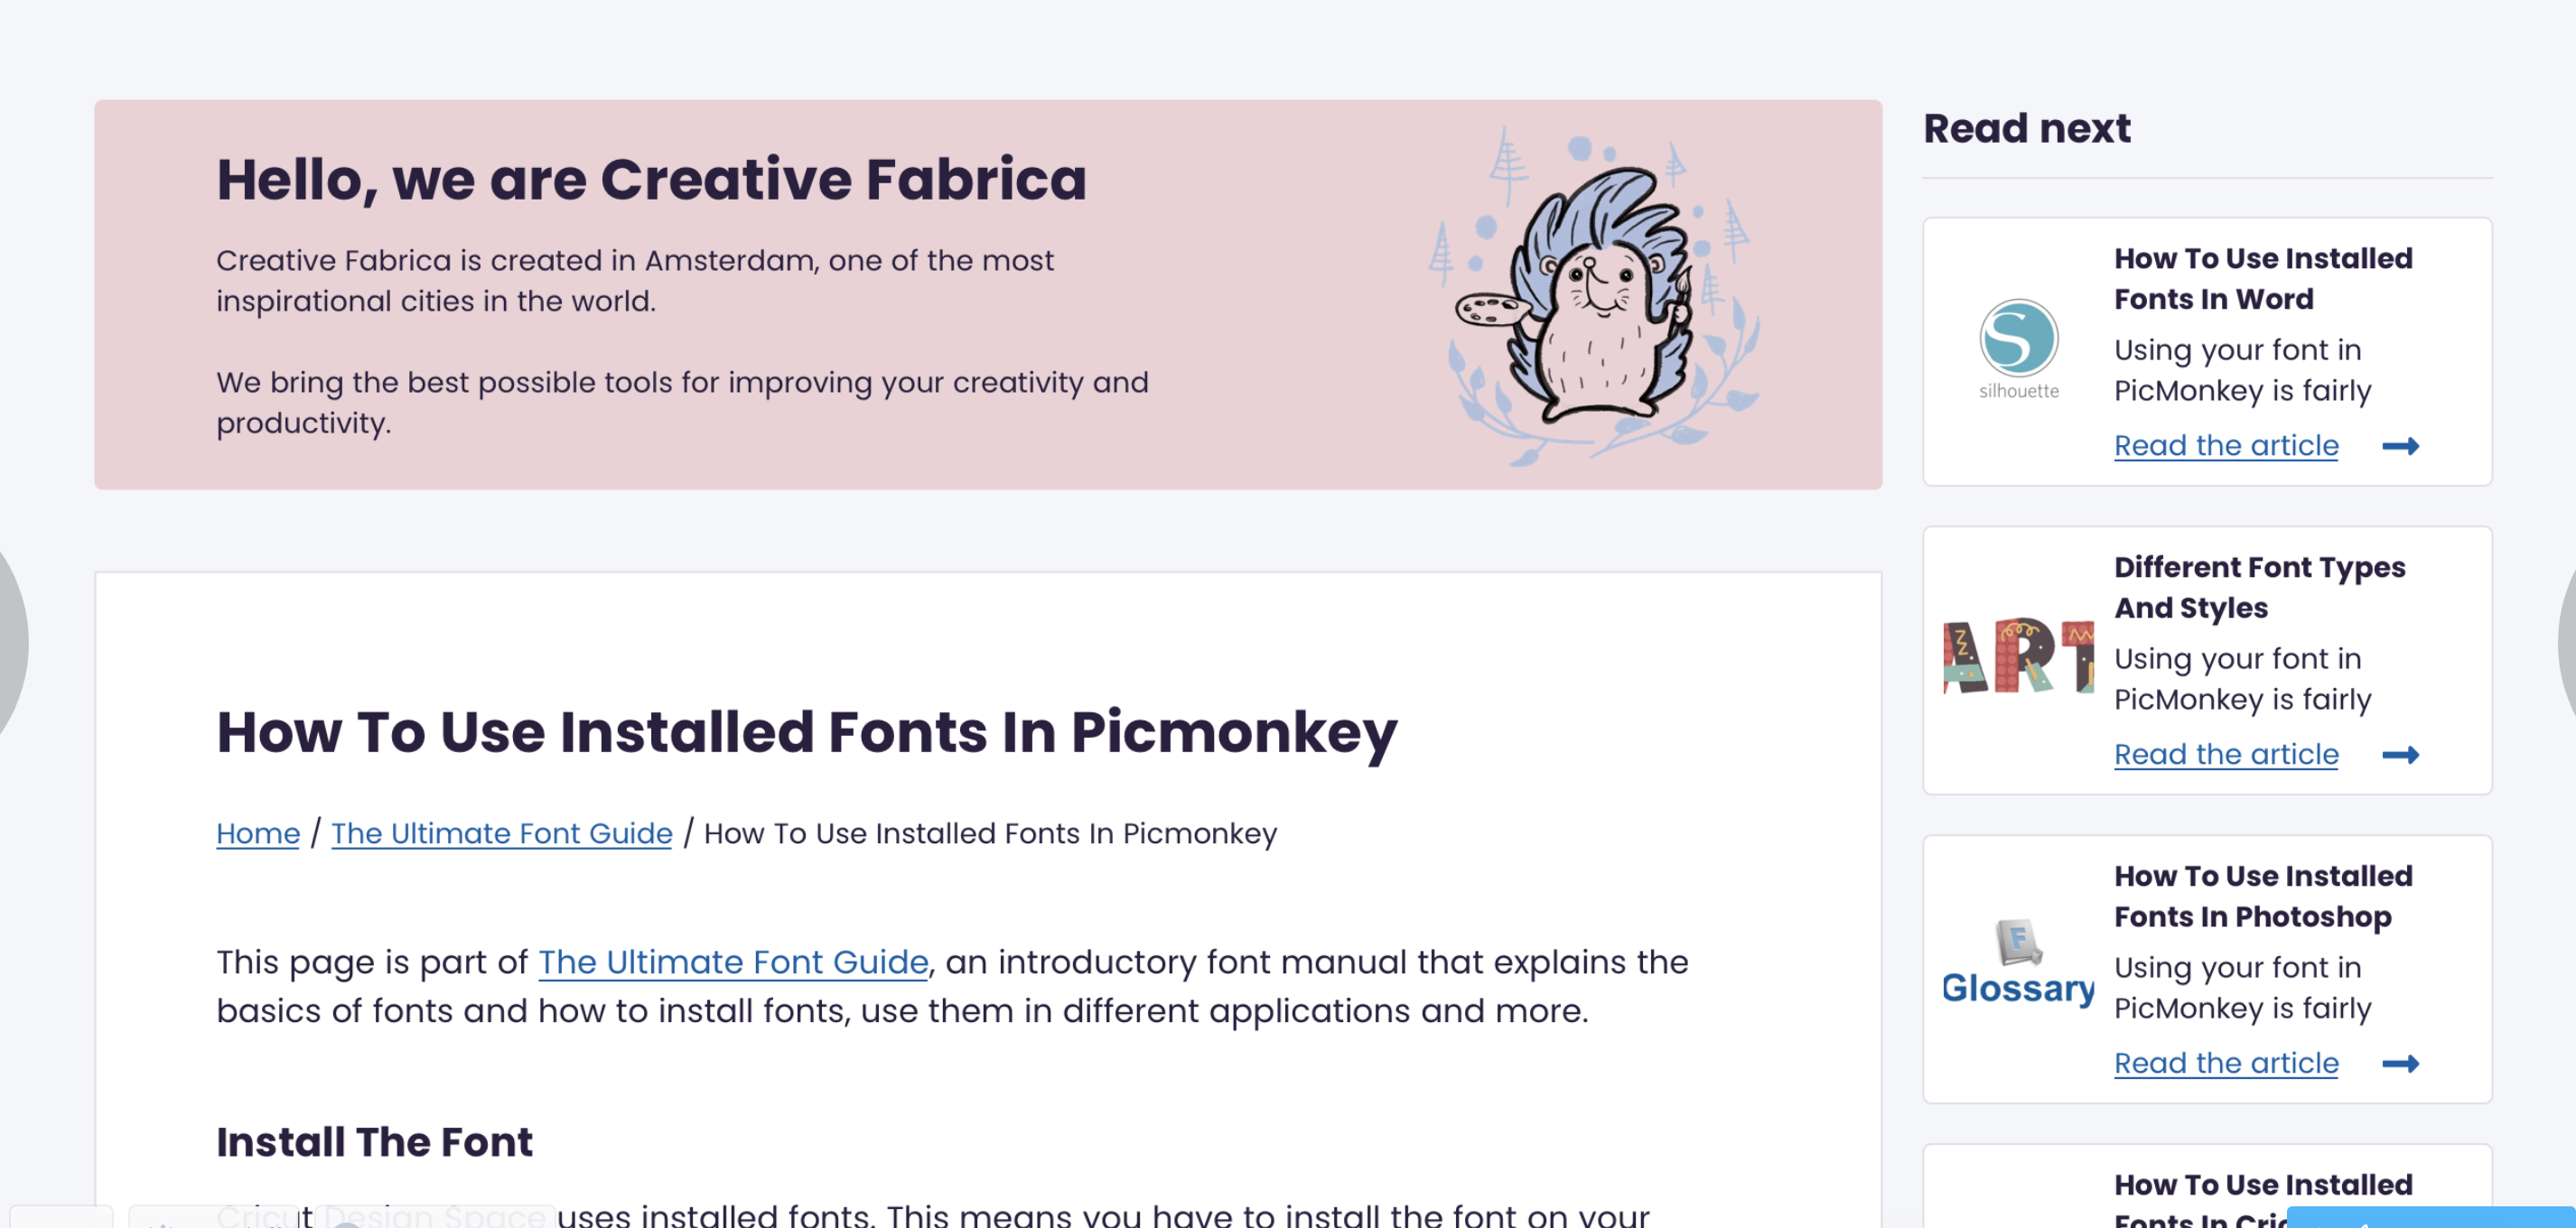 Hello, we are Creative Fabrica
Creative Fabrica is created in Amsterdam, one of the most
inspirational cities in the world.
We bring the best possible tools for improving your creativity and
productivity.
How To Use Installed Fonts In Picmonkey
Home / The Ultimate Font Guide / How To Use Installed Fonts In Picmonkey
This page is part of The Ultimate Font Guide, an introductory font manual that explains the
basics of fonts and how to install fonts, use them in different applications and more.
Install The Font
Cricut Design Space uses installed fonts. This means you have to install the font on your
Read next
S
silhouette
How To Use Installed
Fonts In Word
Using your font in
PicMonkey is fairly
Read the article
ART
Different Font Types
And Styles
Using your font in
PicMonkey is fairly
Read the article
F
Glossary
How To Use Installed
Fonts In Photoshop
Using your font in
PicMonkey is fairly
Read the article
How To Use Installed
Fonts In